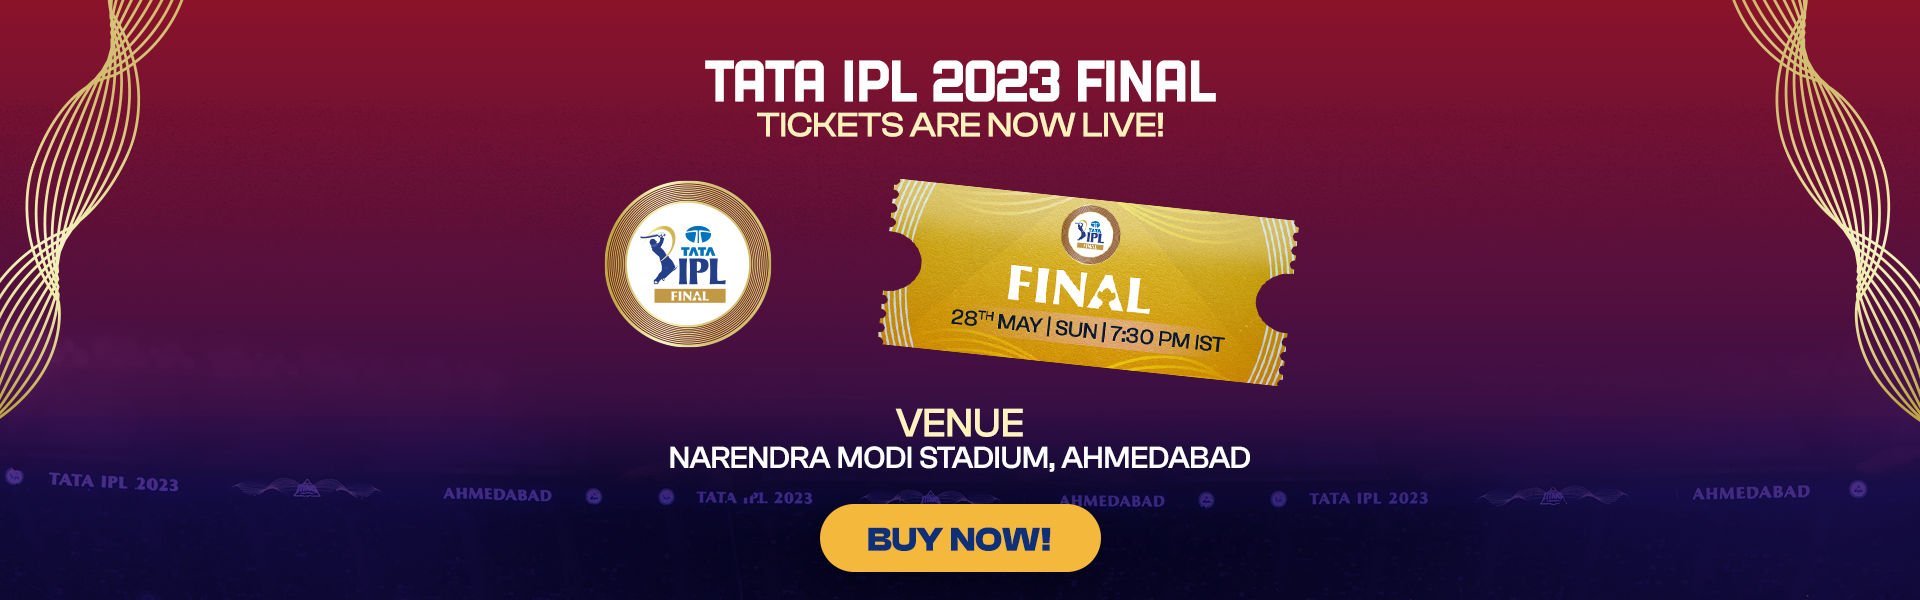 TATA IPL 2023 FINAL
TICKETS ARE NOW LIVE!
TATA
IPL
FINAL
TATA
IPL
FINAL
FINAL
28TH MAY | SUN | 7:30 PM IST
VENUE
NARENDRA MODI STADIUM, AHMEDABAD
TATA IPL 2023
AHMEDABAD
TATA IPL 2023
AHMEDABAD
TATA IPL 2023
AHMEDABAD
BUY NOW!